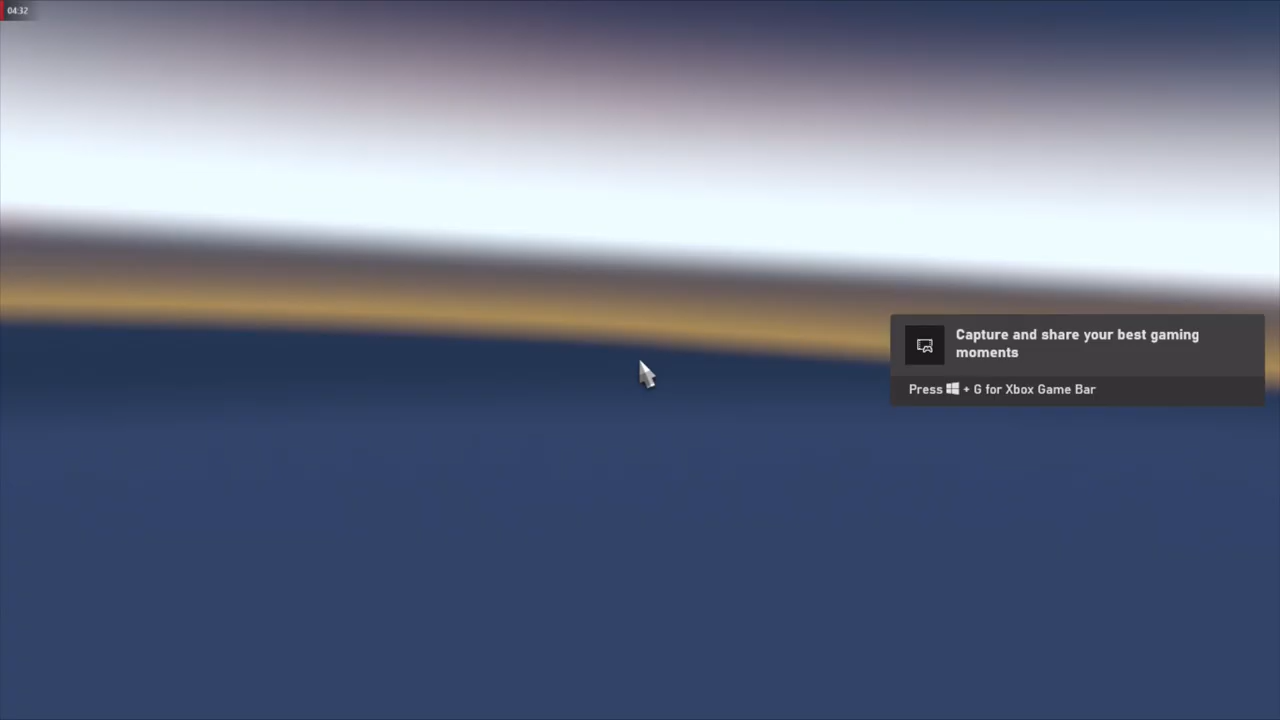 04:32
Capture and share your best gaming
moments
Press + G for Xbox Game Bar